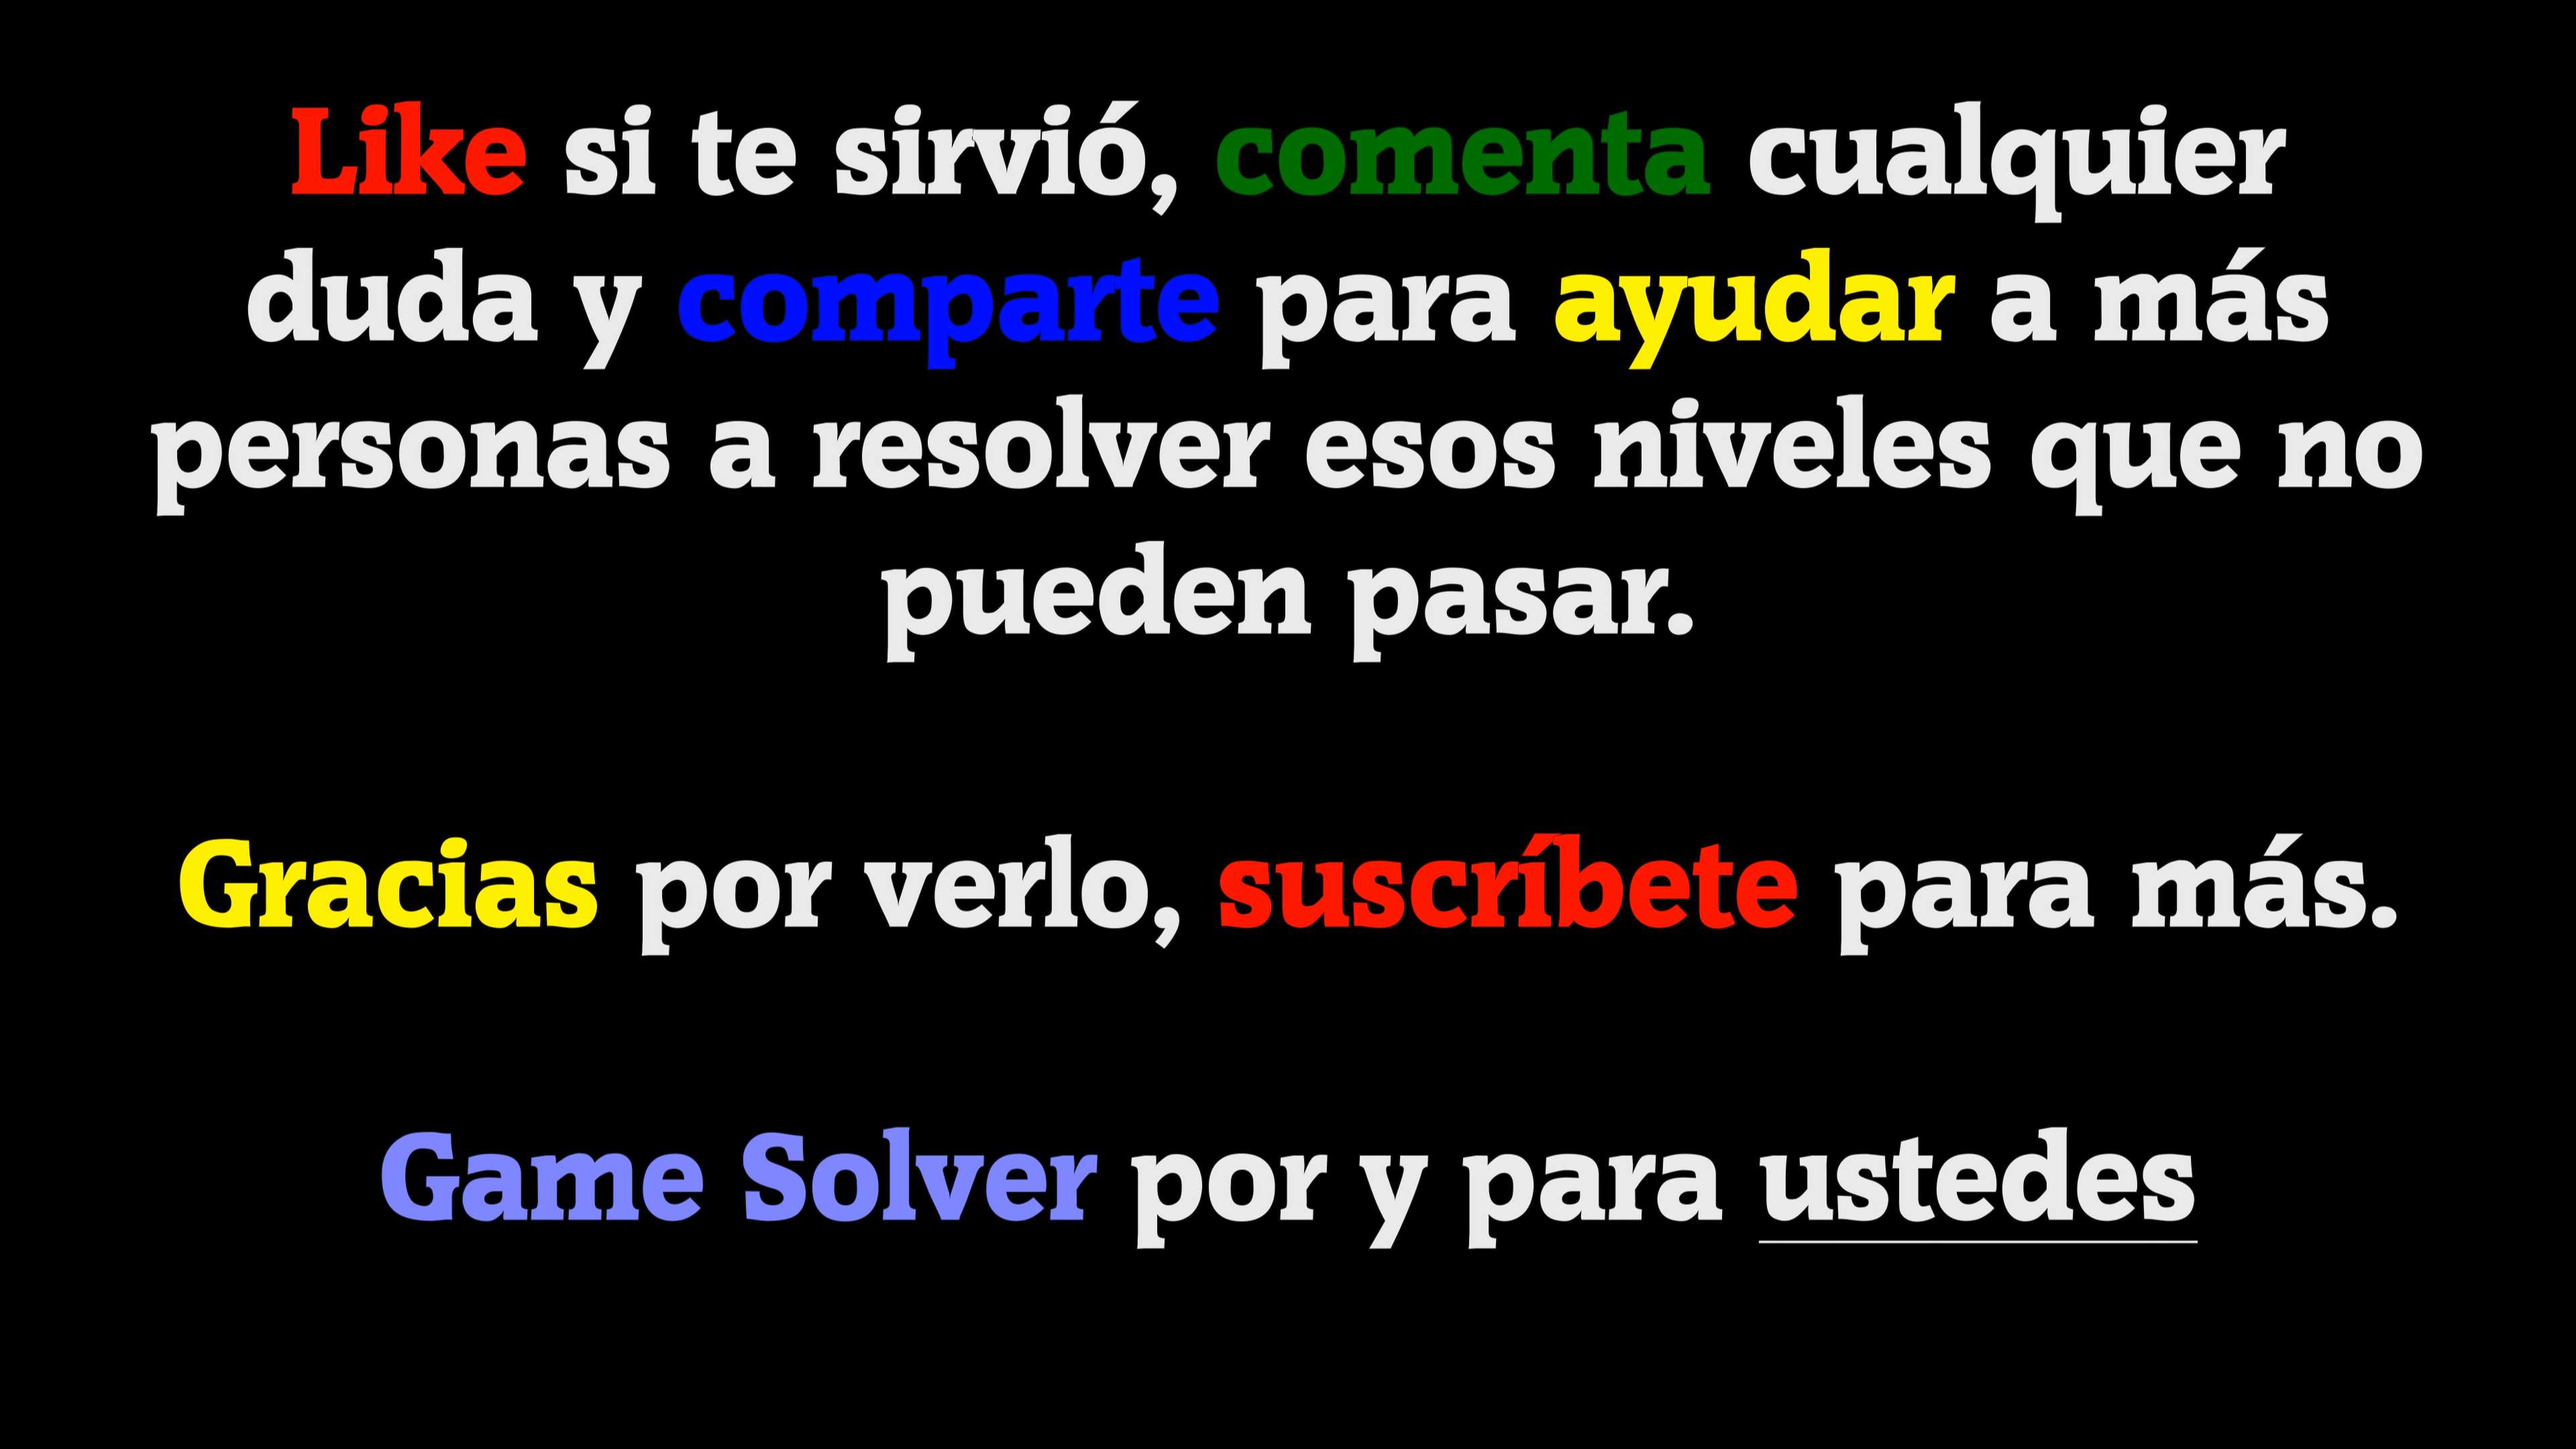 Like si te sirvió, comenta cualquier
duda y comparte para ayudar a más
personas a resolver esos niveles que no
pueden pasar.
Gracias por verlo, suscríbete para más.
Game Solver por y para ustedes